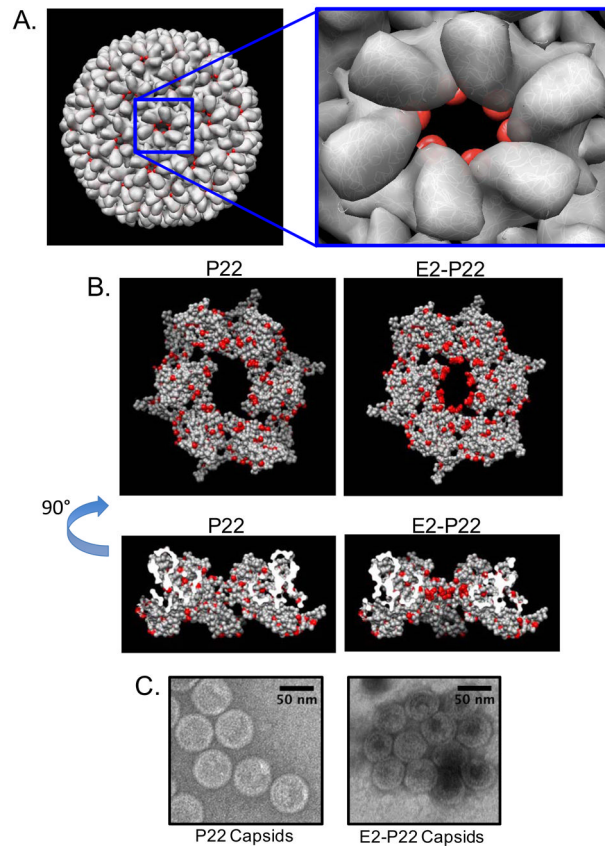 A.
P22
E2-P22
B.
90°
P22
E2-P22
C.
50 nm
50 nm
P22 Capsids
E2-P22 Capsids